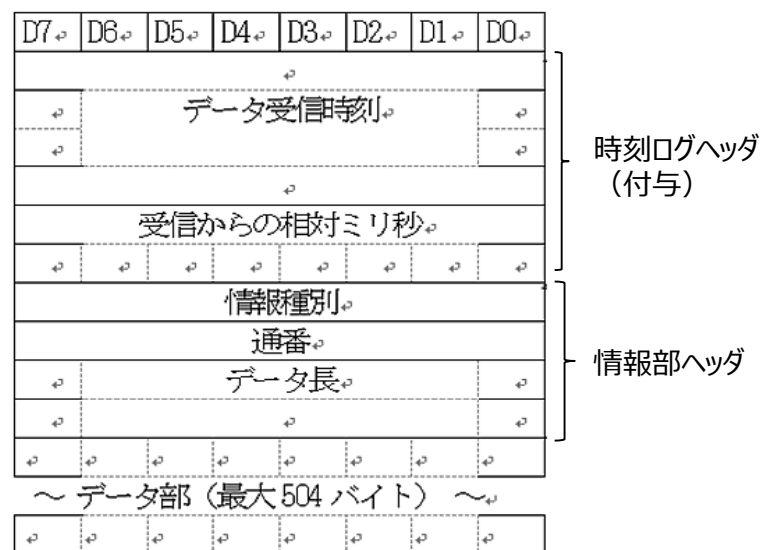 D7 D6 D5 D4 D3 D2 D1 D0
データ受信時刻
時刻ログヘッダ
（付与）
受信からの相対ミリ秒
情報種別
通番
情報部ヘッダ
データ長
～ データ部（最大504バイト） ～